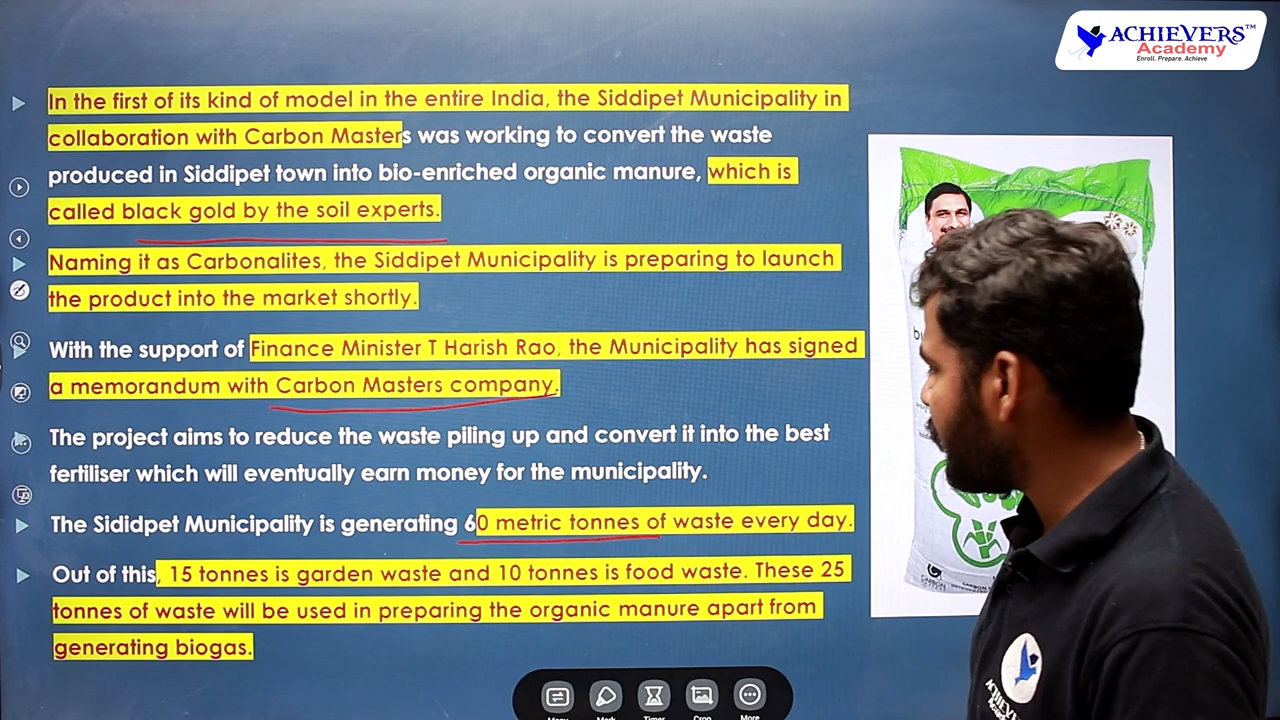 ACHIEVERS™
Academy
Enroll. Prepare. Achieve
In the first of its kind of model in the entire India, the Siddipet Municipality in
collaboration with Carbon Masters was working to convert the waste
produced in Siddipet town into bio-enriched organic manure, which is
called black gold by the soil experts.
Naming it as Carbonalites, the Siddipet Municipality is preparing to launch
the product into the market shortly.
With the support of Finance Minister T Harish Rao, the Municipality has signed
a memorandum with Carbon Masters company.
The project aims to reduce the waste piling up and convert it into the best
fertiliser which will eventually earn money for the municipality.
The Sididpet Municipality is generating 60 metric tonnes of waste every day.
Out of this, 15 tonnes is garden waste and 10 tonnes is food waste. These 25
tonnes of waste will be used in preparing the organic manure apart from
generating biogas.
CARBON
Menu Mark Timer Crop More